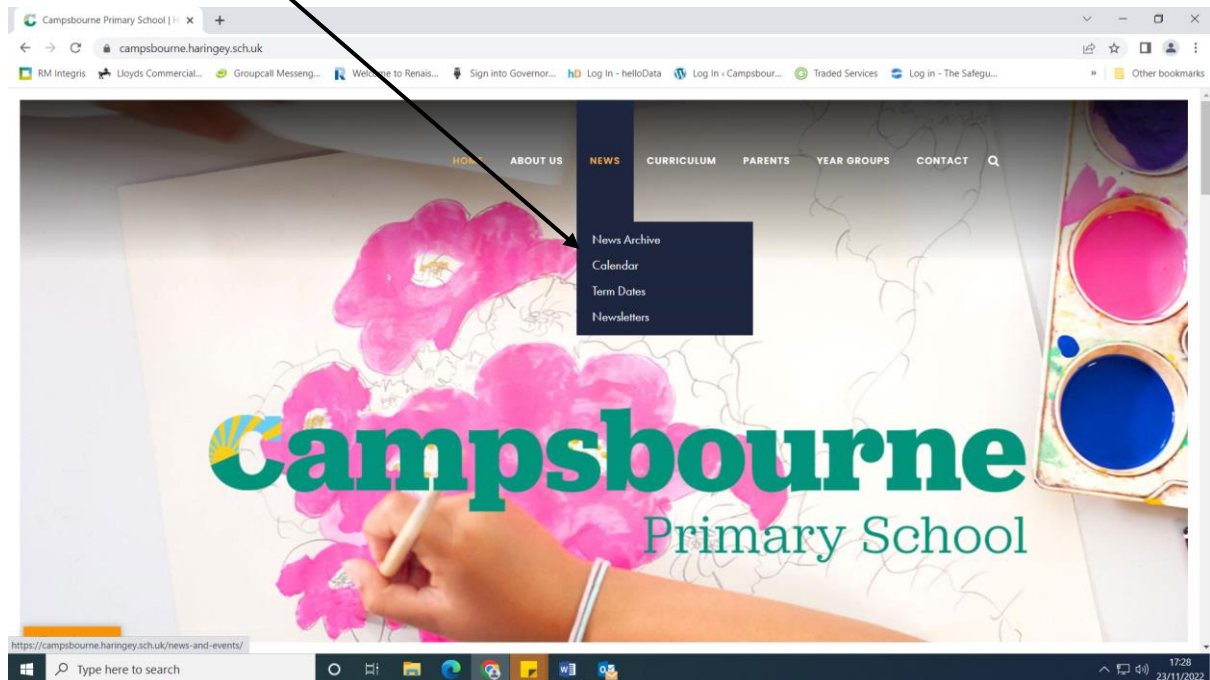 Campsbourne Primary School | H
campsbourne.haringey.sch.uk
RM Integris Lloyds Commercial... Groupcall Messeng... Welcome to Renais... Sign into Governor... hD Log In - helloData Log In ‹ Campsbour... Traded Services Log in - The Safegu... » Other bookmarks
HOME ABOUT US NEWS CURRICULUM PARENTS YEAR GROUPS CONTACT
News Archive
Calendar
Term Dates
Newsletters
Campsbourne
Primary School
https://campsbourne.haringey.sch.uk/news-and-events/
Type here to search
17:28
23/11/2022